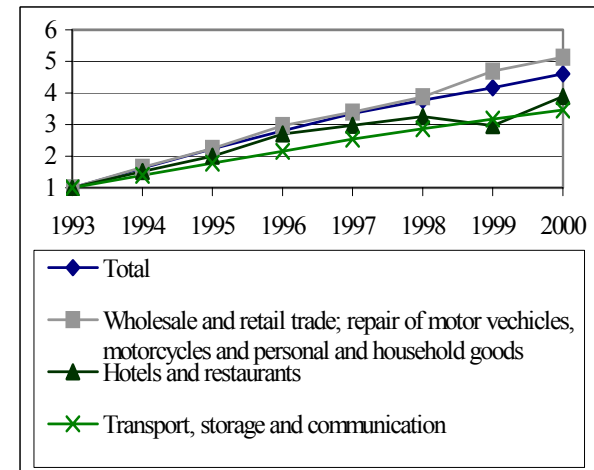 6
5
4
3
2
1
1993 1994 1995 1996 1997 1998 1999 2000
Total
Wholesale and retail trade; repair of motor vechicles,
motorcycles and personal and household goods
Hotels and restaurants
Transport, storage and communication